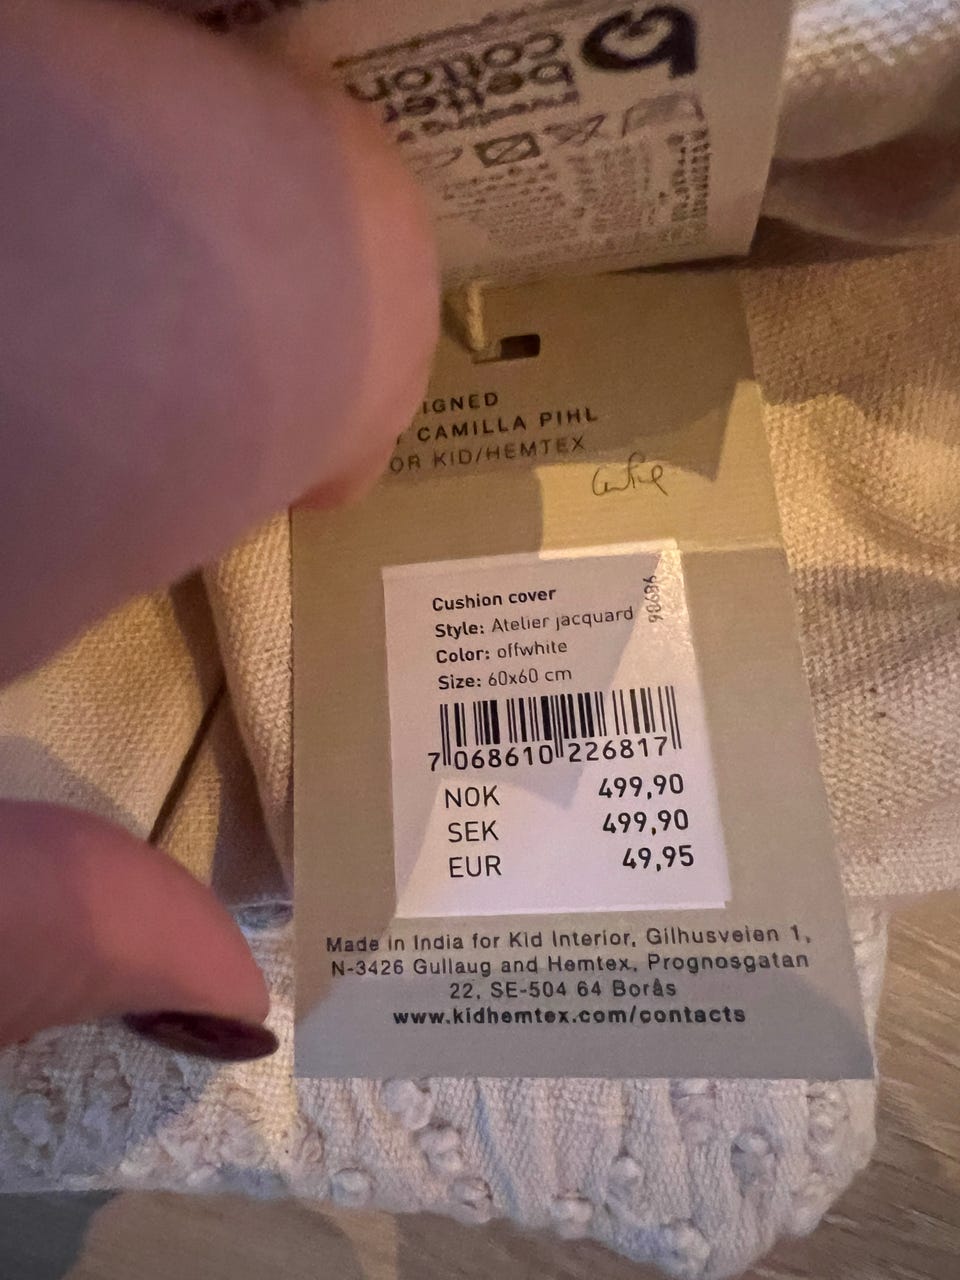 better
cotton
IGNED
CAMILLA PIHL
OR KID/HEMTEX
Cushion cover
Style: Atelier jacquard
Color: offwhite
Size: 60x60 cm
98686
7 068610 226817
NOK 499,90
SEK 499,90
EUR 49,95
Made in India for Kid Interior, Gilhusveien 1,
N-3426 Gullaug and Hemtex, Prognosgatan
22, SE-504 64 Borås
www.kidhemtex.com/contacts